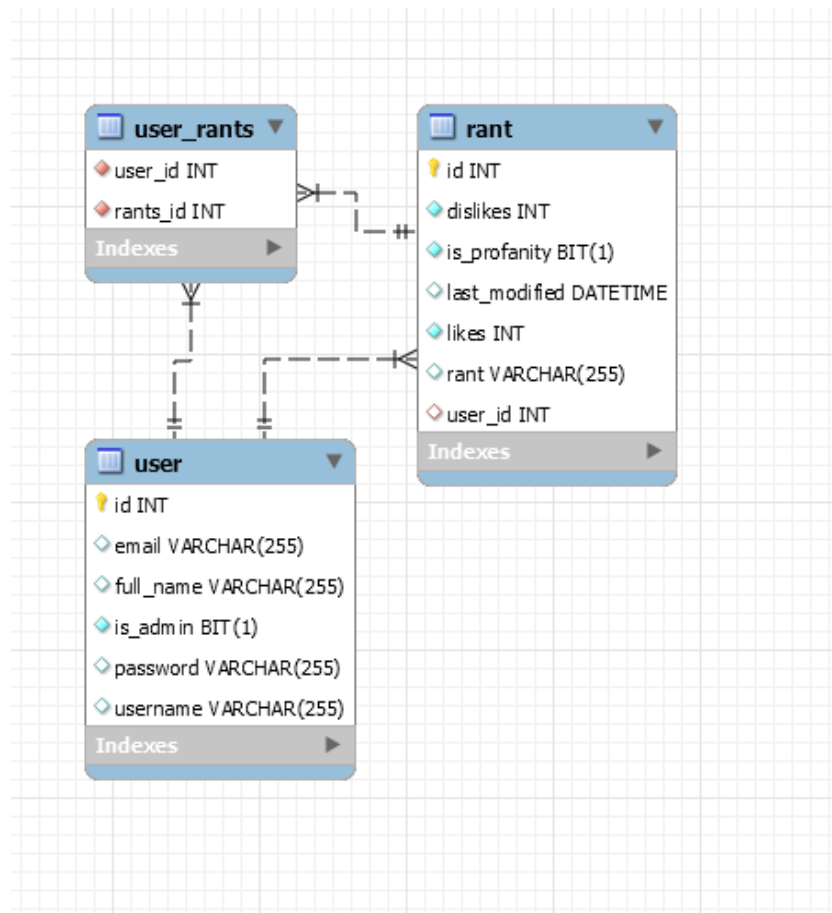 user_rants
user_id INT
rants_id INT
Indexes
rant
id INT
dislikes INT
is_profanity BIT(1)
last_modified DATETIME
likes INT
rant VARCHAR(255)
user_id INT
Indexes
user
id INT
email VARCHAR(255)
full_name VARCHAR(255)
is_admin BIT(1)
password VARCHAR(255)
username VARCHAR(255)
Indexes